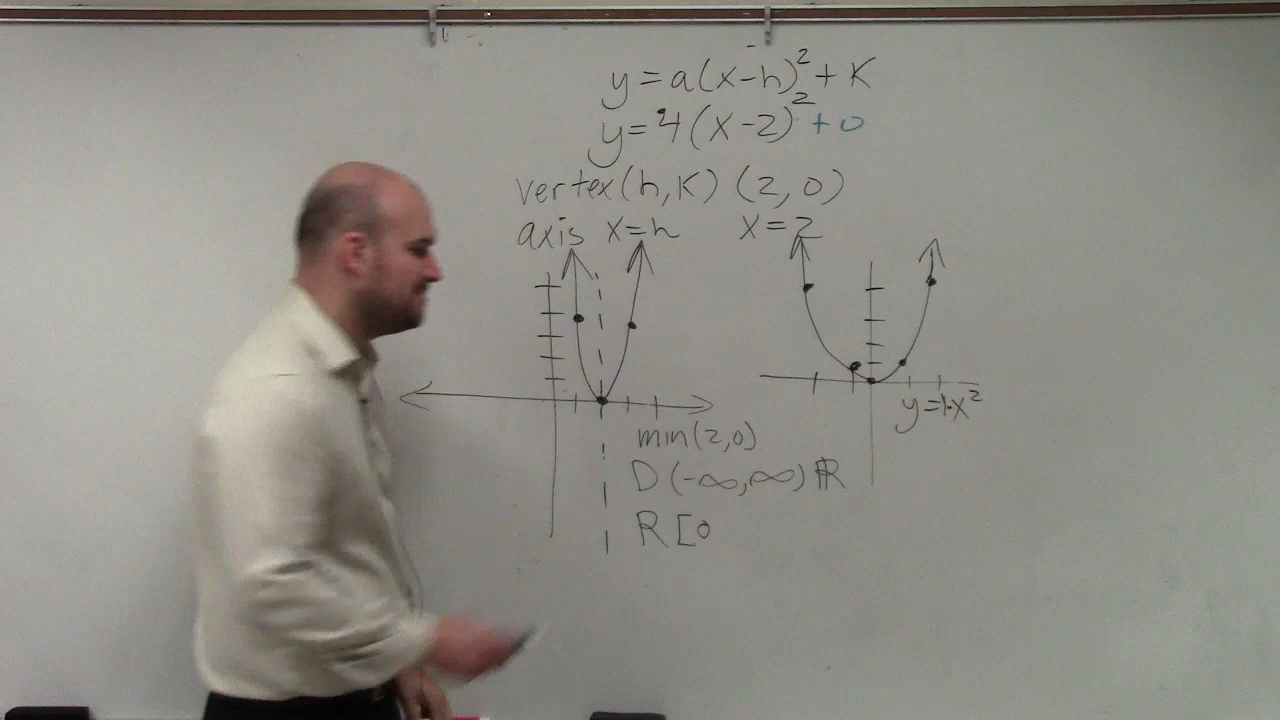 y = a(x-h)² + K
y = 4(x-2)² + 0
vertex(h,K) (2,0)
axis x=h x=2
y=1·x²
min(2,0)
D(-∞,∞) ℝ
R [0